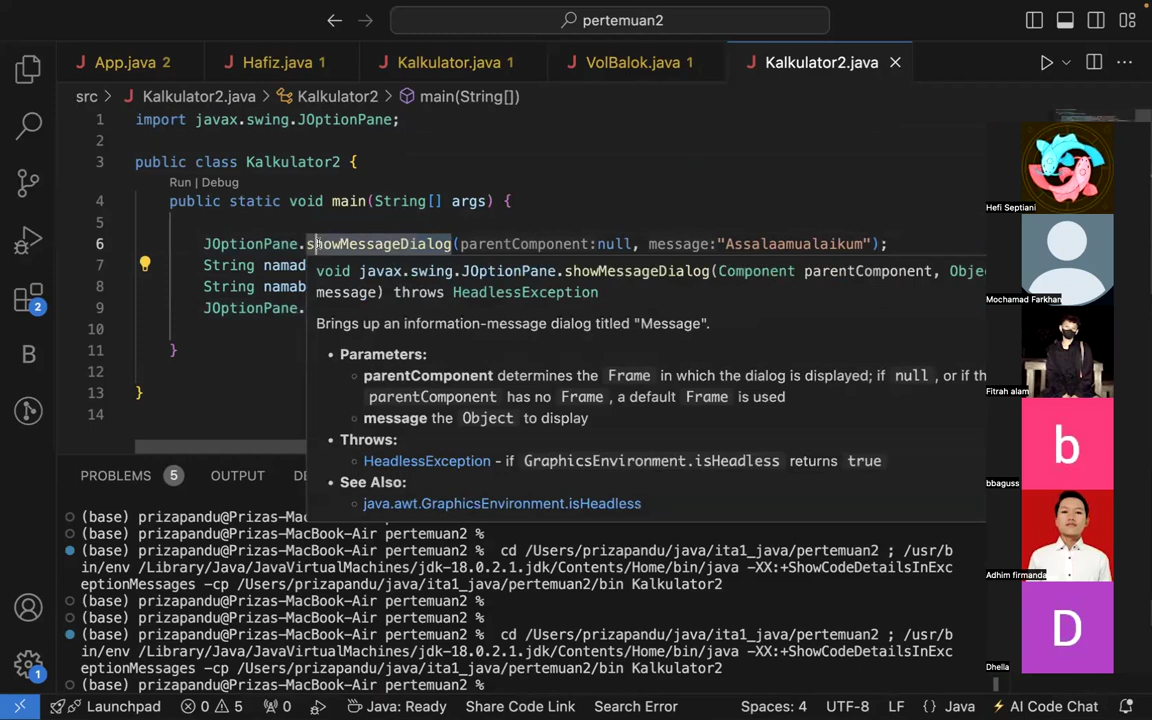 pertemuan2
App.java 2
Hafiz.java 1
Kalkulator.java 1
VolBalok.java 1
Kalkulator2.java
src > Kalkulator2.java > Kalkulator2 > main(String[])
1 import javax.swing.JOptionPane;
2
3 public class Kalkulator2 {
Run | Debug
4 public static void main(String[] args) {
5
6 JOptionPane.showMessageDialog(parentComponent:null, message:"Assalaamualaikum");
7 String namad
8 String namab
9 JOptionPane.
10
11 }
12
13 }
14
void javax.swing.JOptionPane.showMessageDialog(Component parentComponent, Obje
message) throws HeadlessException
Brings up an information-message dialog titled "Message".
• Parameters:
parentComponent determines the Frame in which the dialog is displayed; if null, or if th
parentComponent has no Frame, a default Frame is used
message the Object to display
• Throws:
HeadlessException - if GraphicsEnvironment.isHeadless returns true
• See Also:
java.awt.GraphicsEnvironment.isHeadless
2
B
1
PROBLEMS 5 OUTPUT
(base) prizapandu@Prizas-Mac
(base) prizapandu@Prizas-MacBook-Air pertemuan2 %
(base) prizapandu@Prizas-MacBook-Air pertemuan2 % cd /Users/prizapandu/java/ita1_java/pertemuan2 ; /usr/b
in/env /Library/Java/JavaVirtualMachines/jdk-18.0.2.1.jdk/Contents/Home/bin/java -XX:+ShowCodeDetailsInExc
eptionMessages -cp /Users/prizapandu/java/ita1_java/pertemuan2/bin Kalkulator2
(base) prizapandu@Prizas-MacBook-Air pertemuan2 %
(base) prizapandu@Prizas-MacBook-Air pertemuan2 %
(base) prizapandu@Prizas-MacBook-Air pertemuan2 % cd /Users/prizapandu/java/ita1_java/pertemuan2 ; /usr/b
in/env /Library/Java/JavaVirtualMachines/jdk-18.0.2.1.jdk/Contents/Home/bin/java -XX:+ShowCodeDetailsInExc
eptionMessages -cp /Users/prizapandu/java/ita1_java/pertemuan2/bin Kalkulator2
(base) prizapandu@Prizas-MacBook-Air pertemuan2 %
Hefi Septiani
Mochamad Farkhan
Fitrah alam
b
bbaguss
Adhim firmanda
D
Dhella
Launchpad 0 5 0 Java: Ready Share Code Link Search Error Spaces: 4 UTF-8 LF {} Java AI Code Chat